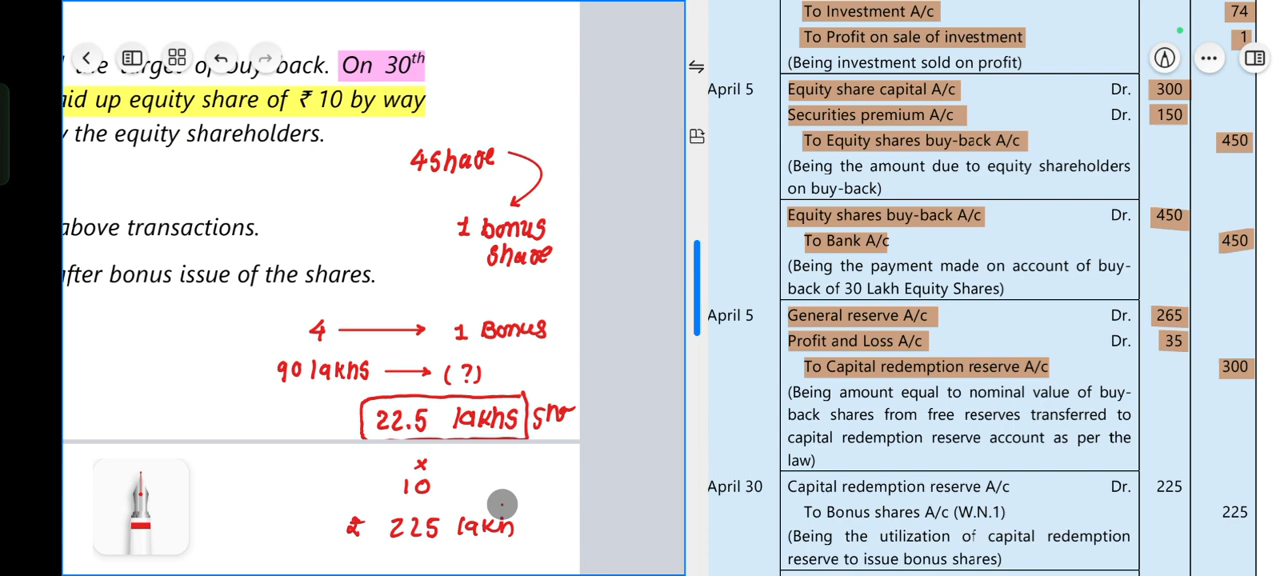 the target of buy back. On 30th
aid up equity share of ₹ 10 by way
y the equity shareholders.
4 share
1 bonus
share
above transactions.
after bonus issue of the shares.
4 → 1 Bonus
90 lakhs → (?)
22.5 lakhs
x
10
₹ 225 lakh
To Investment A/c 74
To Profit on sale of investment 1
(Being investment sold on profit)
April 5 Equity share capital A/c Dr. 300
Securities premium A/c Dr. 150
To Equity shares buy-back A/c 450
(Being the amount due to equity shareholders
on buy-back)
Equity shares buy-back A/c Dr. 450
To Bank A/c 450
(Being the payment made on account of buy-
back of 30 Lakh Equity Shares)
April 5 General reserve A/c Dr. 265
Profit and Loss A/c Dr. 35
To Capital redemption reserve A/c 300
(Being amount equal to nominal value of buy-
back shares from free reserves transferred to
capital redemption reserve account as per the
law)
April 30 Capital redemption reserve A/c Dr. 225
To Bonus shares A/c (W.N.1) 225
(Being the utilization of capital redemption
reserve to issue bonus shares)